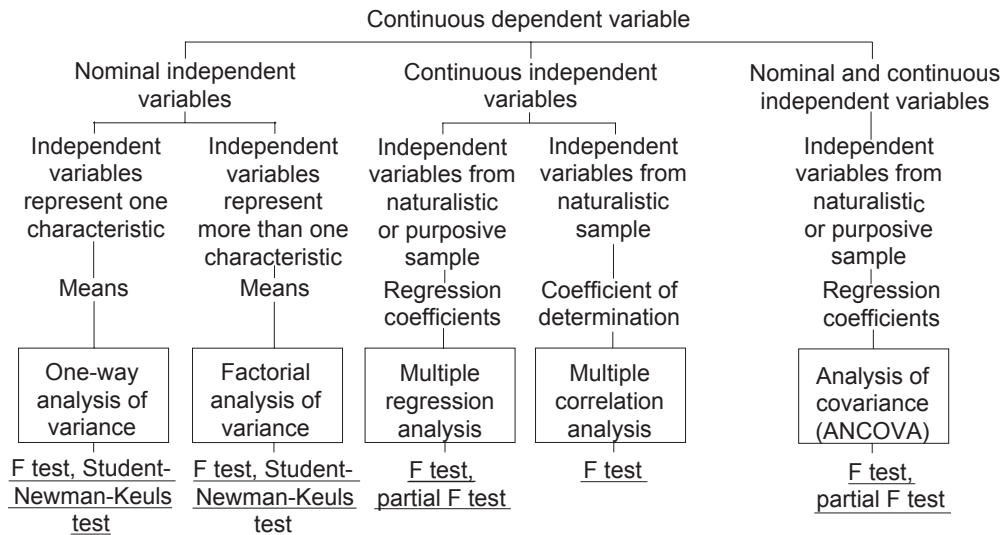 Continuous dependent variable
Nominal independent
variables
Continuous independent
variables
Nominal and continuous
independent variables
Independent
variables
represent one
characteristic
Independent
variables
represent
more than one
characteristic
Independent
variables from
naturalistic
or purposive
sample
Independent
variables from
naturalistic
sample
Independent
variables from
naturalistic
or purposive
sample
Means
Means
Regression
coefficients
Coefficient of
determination
Regression
coefficients
One-way
analysis of
variance
Factorial
analysis of
variance
Multiple
regression
analysis
Multiple
correlation
analysis
Analysis of
covariance
(ANCOVA)
F test, Student-
Newman-Keuls
test
F test, Student-
Newman-Keuls
test
F test,
partial F test
F test
F test,
partial F test